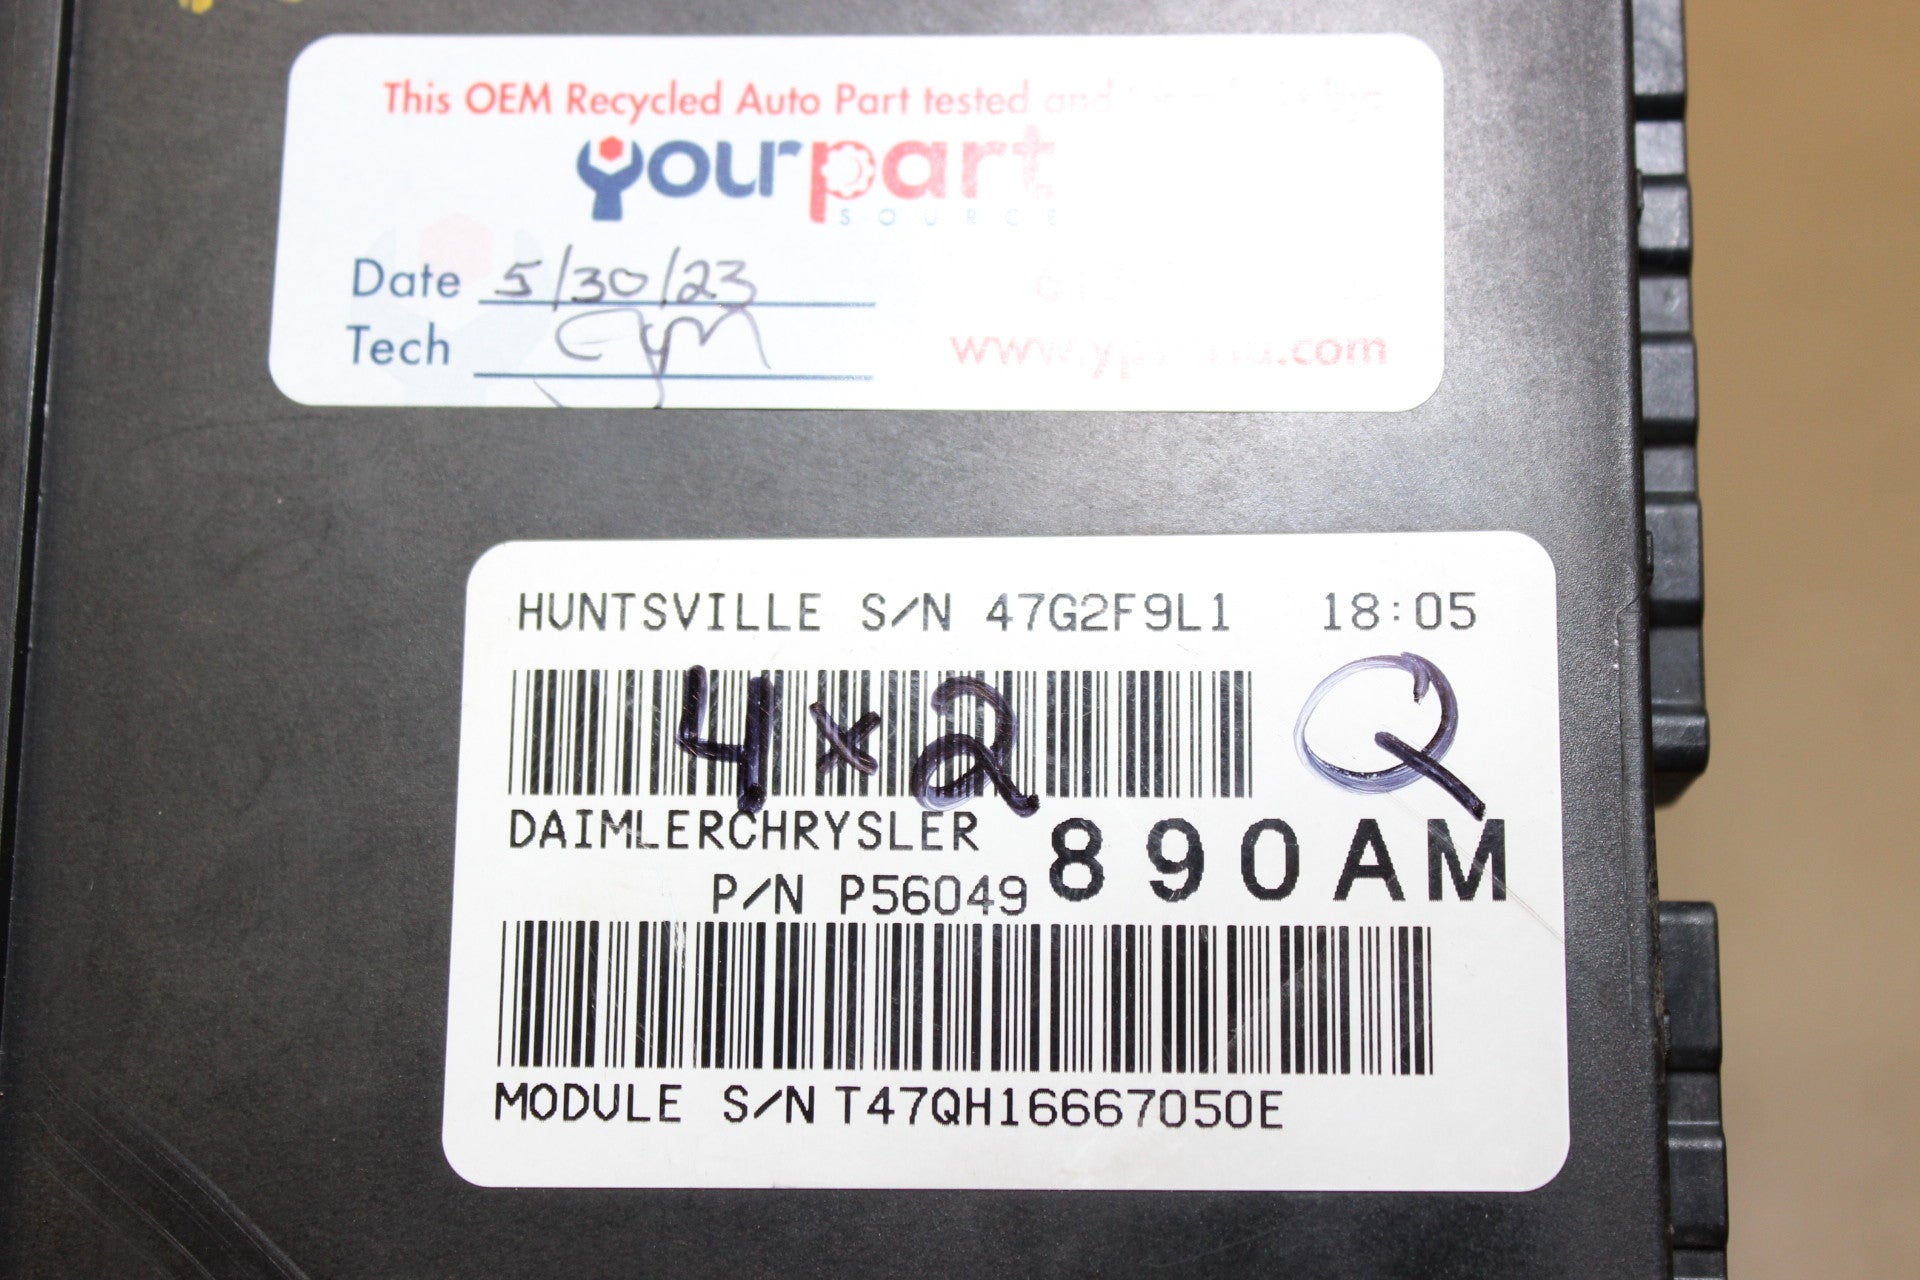 This OEM Recycled Auto Part tested and
yourpart
SOURCE
Date 5/30/23
Tech
HUNTSVILLE S/N 47G2F9L1 18:05
4x2 Q
DAIMLERCHRYSLER
P/N P56049 890AM
MODULE S/N T47QH16667050E